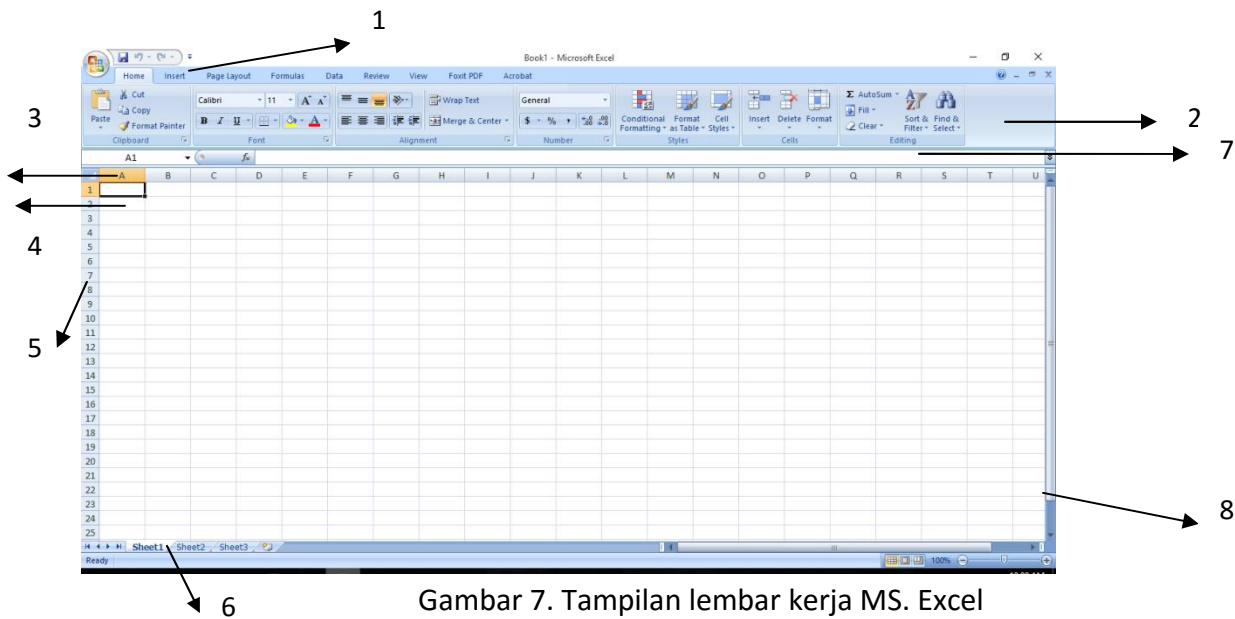 1
Book1 - Microsoft Excel
Home Insert Page Layout Formulas Data Review View Foxit PDF Acrobat
Paste
Cut
Copy
Format Painter
Clipboard
Calibri 11
B I U
Font
Wrap Text
Merge & Center
Alignment
General
$ % ,
Number
Conditional Formatting
Format as Table
Cell Styles
Styles
Insert Delete Format
Cells
Σ AutoSum
Fill
Clear
Sort & Filter
Find & Select
Editing
3
2
7
A1 fx
A B C D E F G H I J K L M N O P Q R S T U
1
2
3
4
5
6
7
8
9
10
11
12
13
14
15
16
17
18
19
20
21
22
23
24
25
4
5
8
Sheet1 Sheet2 Sheet3
Ready 100%
6
Gambar 7. Tampilan lembar kerja MS. Excel